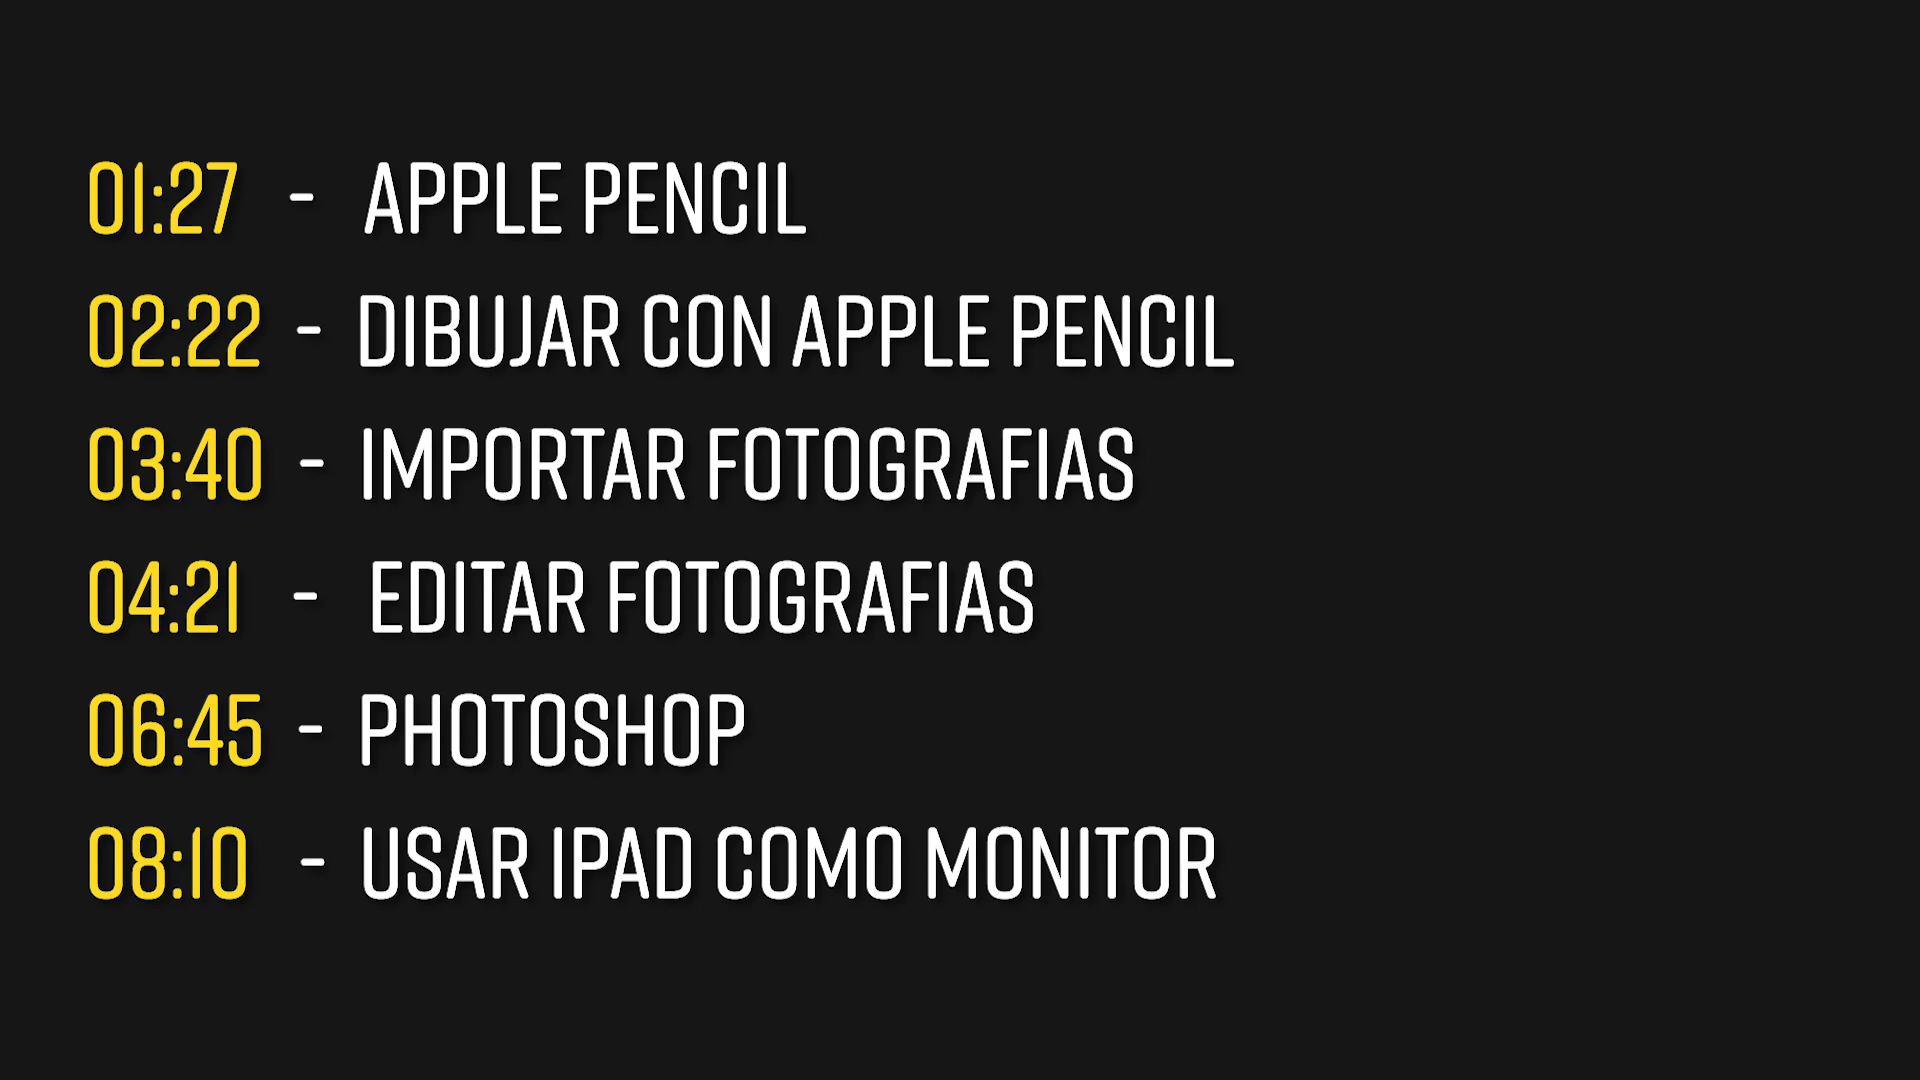 01:27 - APPLE PENCIL
02:22 - DIBUJAR CON APPLE PENCIL
03:40 - IMPORTAR FOTOGRAFIAS
04:21 - EDITAR FOTOGRAFIAS
06:45 - PHOTOSHOP
08:10 - USAR IPAD COMO MONITOR